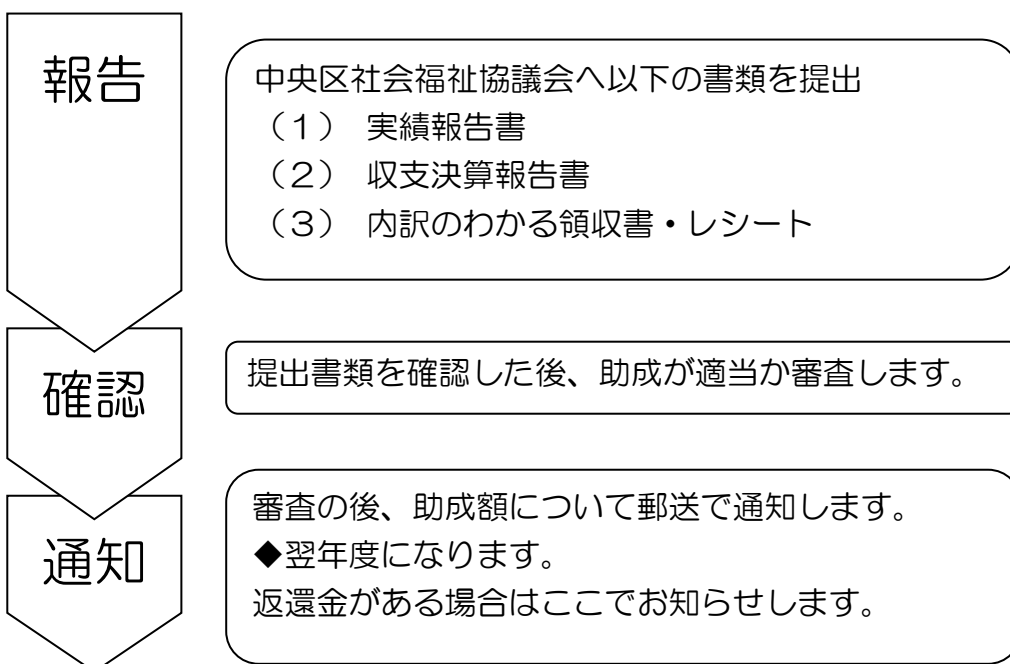 報告
中央区社会福祉協議会へ以下の書類を提出
（１）　実績報告書
（２）　収支決算報告書
（３）　内訳のわかる領収書・レシート
確認
提出書類を確認した後、助成が適当か審査します。
通知
審査の後、助成額について郵送で通知します。
◆翌年度になります。
返還金がある場合はここでお知らせします。